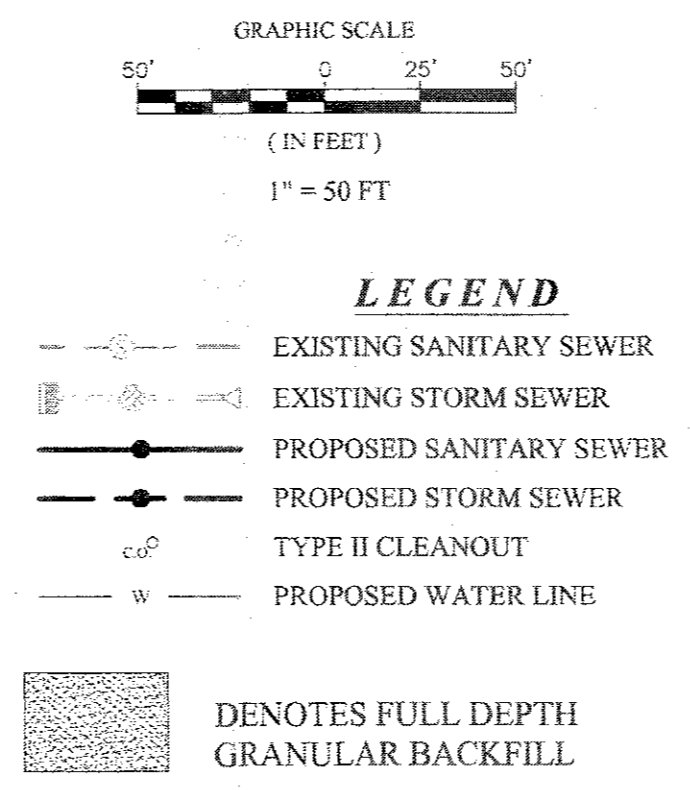 GRAPHIC SCALE
50' 0 25' 50'
( IN FEET )
1" = 50 FT
LEGEND
S EXISTING SANITARY SEWER
EXISTING STORM SEWER
PROPOSED SANITARY SEWER
PROPOSED STORM SEWER
C.O. TYPE II CLEANOUT
W PROPOSED WATER LINE
DENOTES FULL DEPTH
GRANULAR BACKFILL